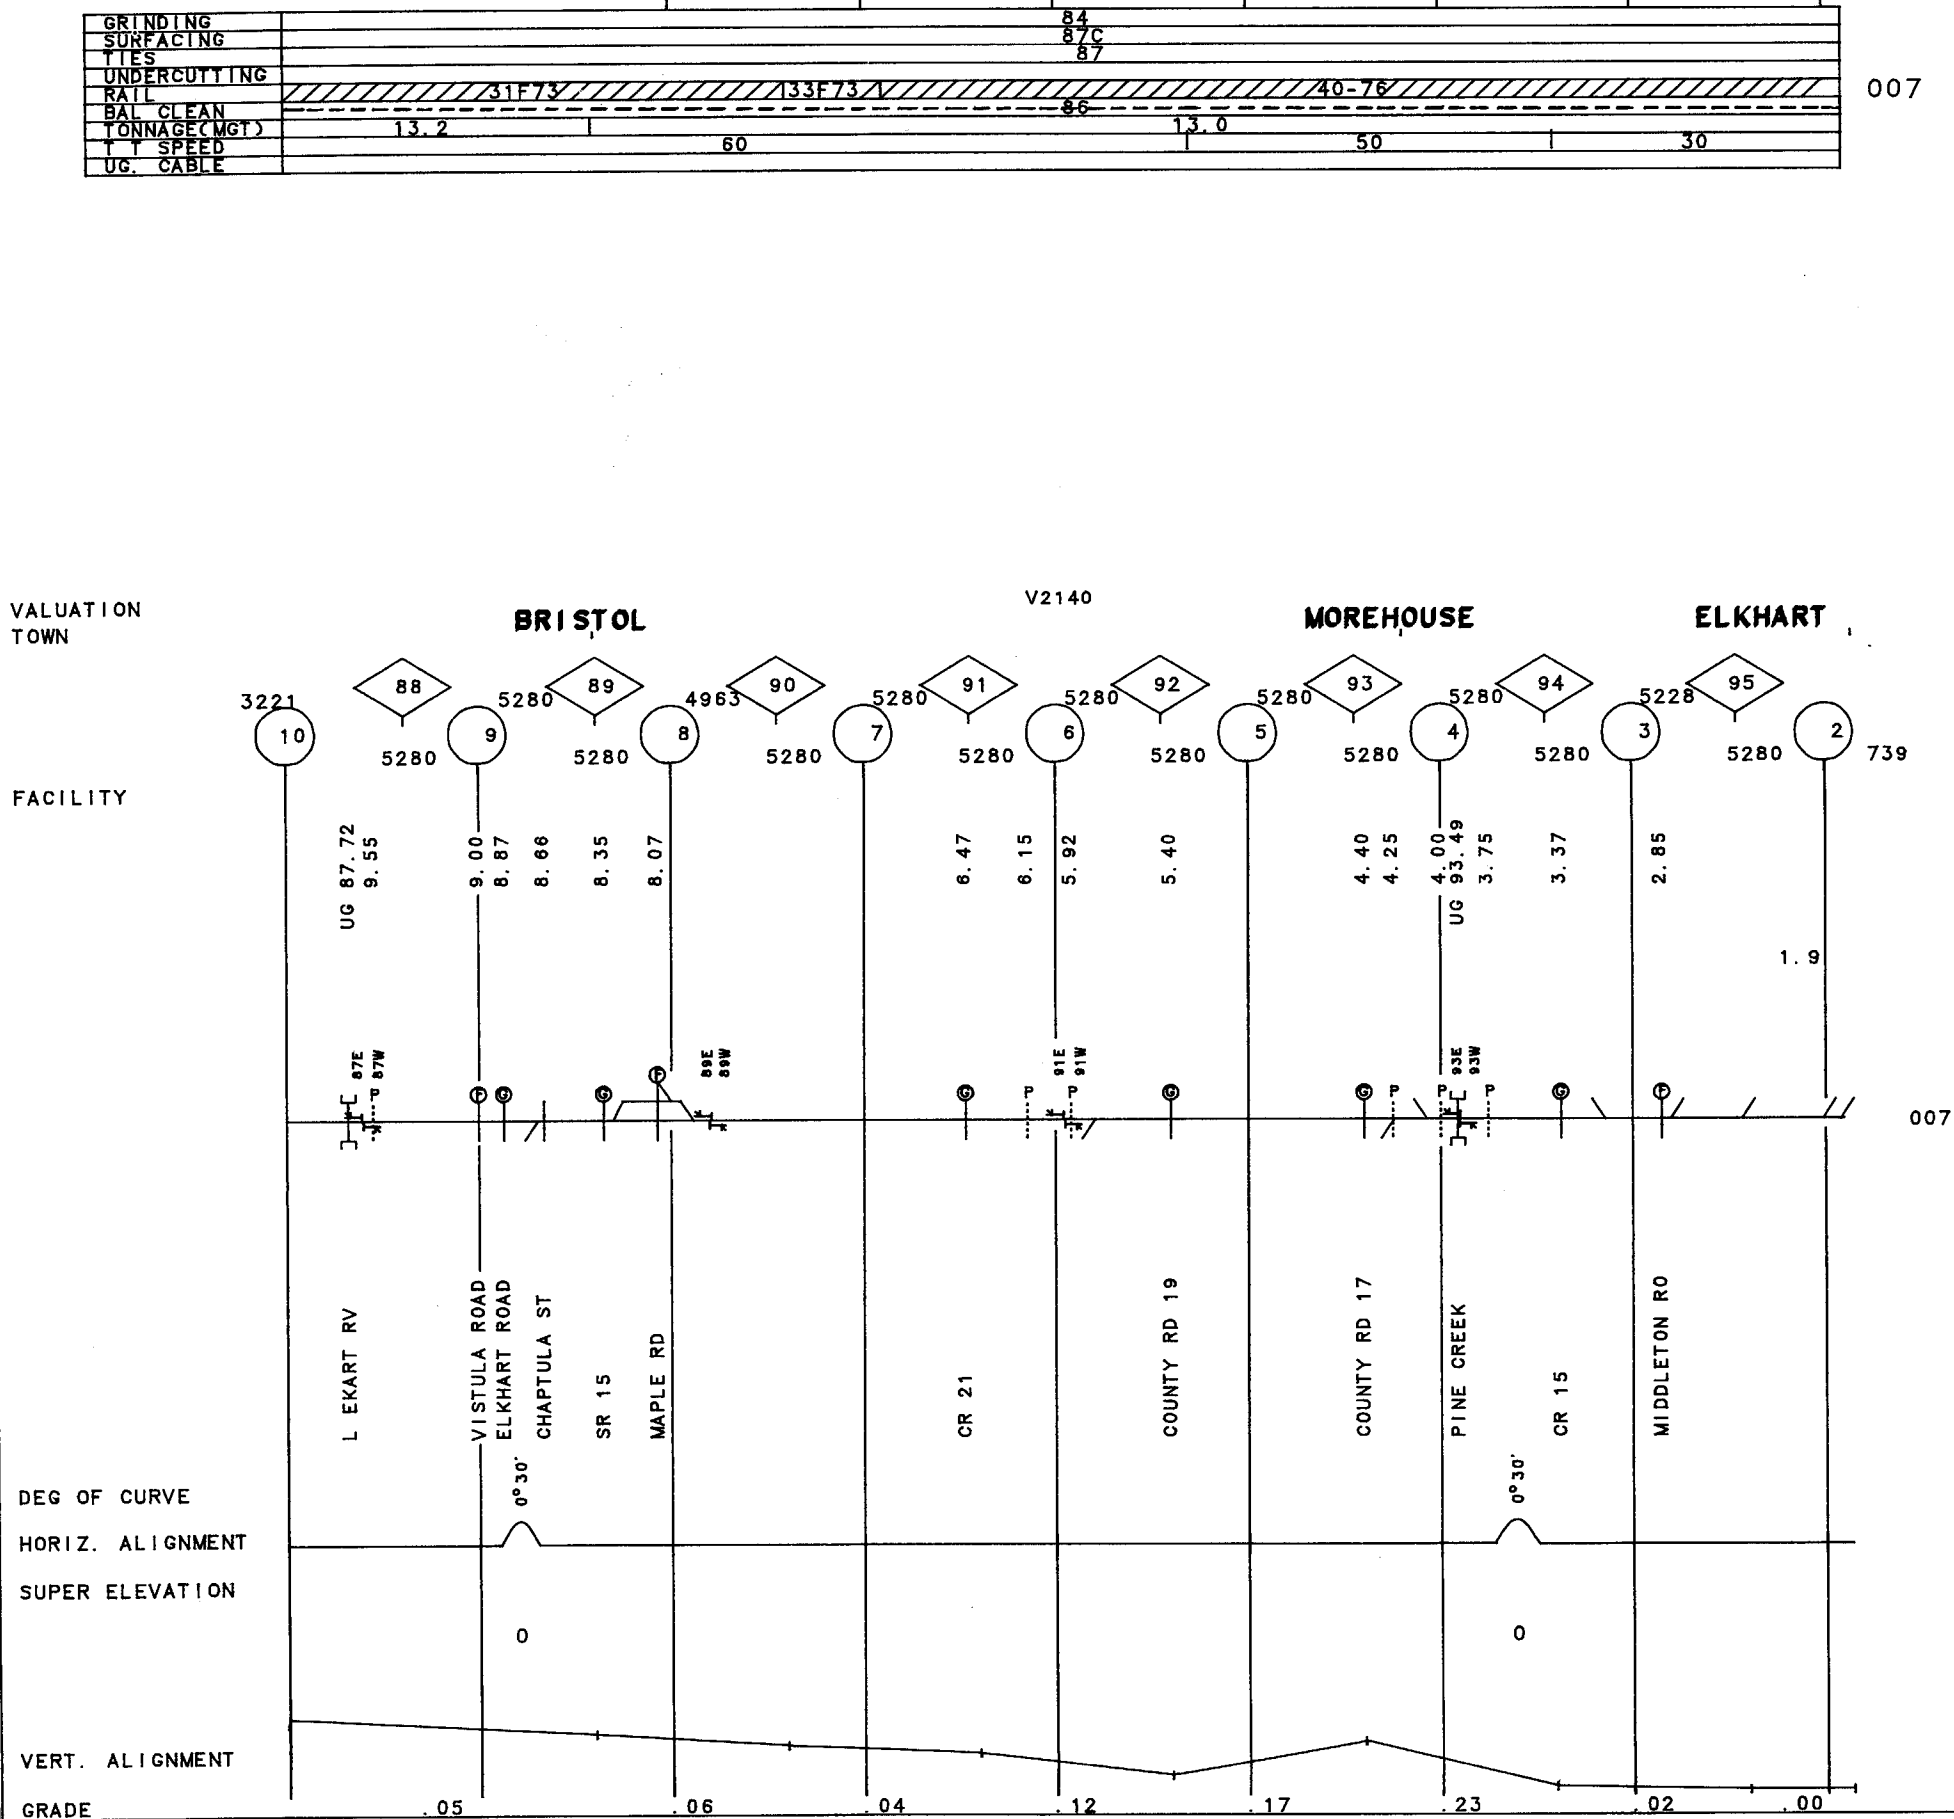 GRINDING 84
SURFACING 87C
TIES 87
UNDERCUTTING
RAIL 31F73 133F73 40-76 007
BAL CLEAN 86
TONNAGE(MGT) 13.2 13.0
T T SPEED 60 50 30
UG. CABLE
VALUATION V2140
TOWN BRISTOL MOREHOUSE ELKHART
88 89 90 91 92 93 94 95
3221 5280 4963 5280 5280 5280 5280 5228
10 9 8 7 6 5 4 3 2
5280 5280 5280 5280 5280 5280 5280 5280 739
FACILITY
UG 87.72
9.55
9.00
8.87
8.66
8.35
8.07
6.47
6.15
5.92
5.40
4.40
4.25
4.00
UG 93.49
3.75
3.37
2.85
1.9
87E
87W
89E
89W
91E
91W
93E
93W
P P P P P P
F G G F G G G G F
007
L EKART RV
VISTULA ROAD
ELKHART ROAD
CHAPTULA ST
SR 15
MAPLE RD
CR 21
COUNTY RD 19
COUNTY RD 17
PINE CREEK
CR 15
MIDDLETON RO
DEG OF CURVE 0°30' 0°30'
HORIZ. ALIGNMENT
SUPER ELEVATION
0 0
VERT. ALIGNMENT
GRADE .05 .06 .04 .12 .17 .23 .02 .00